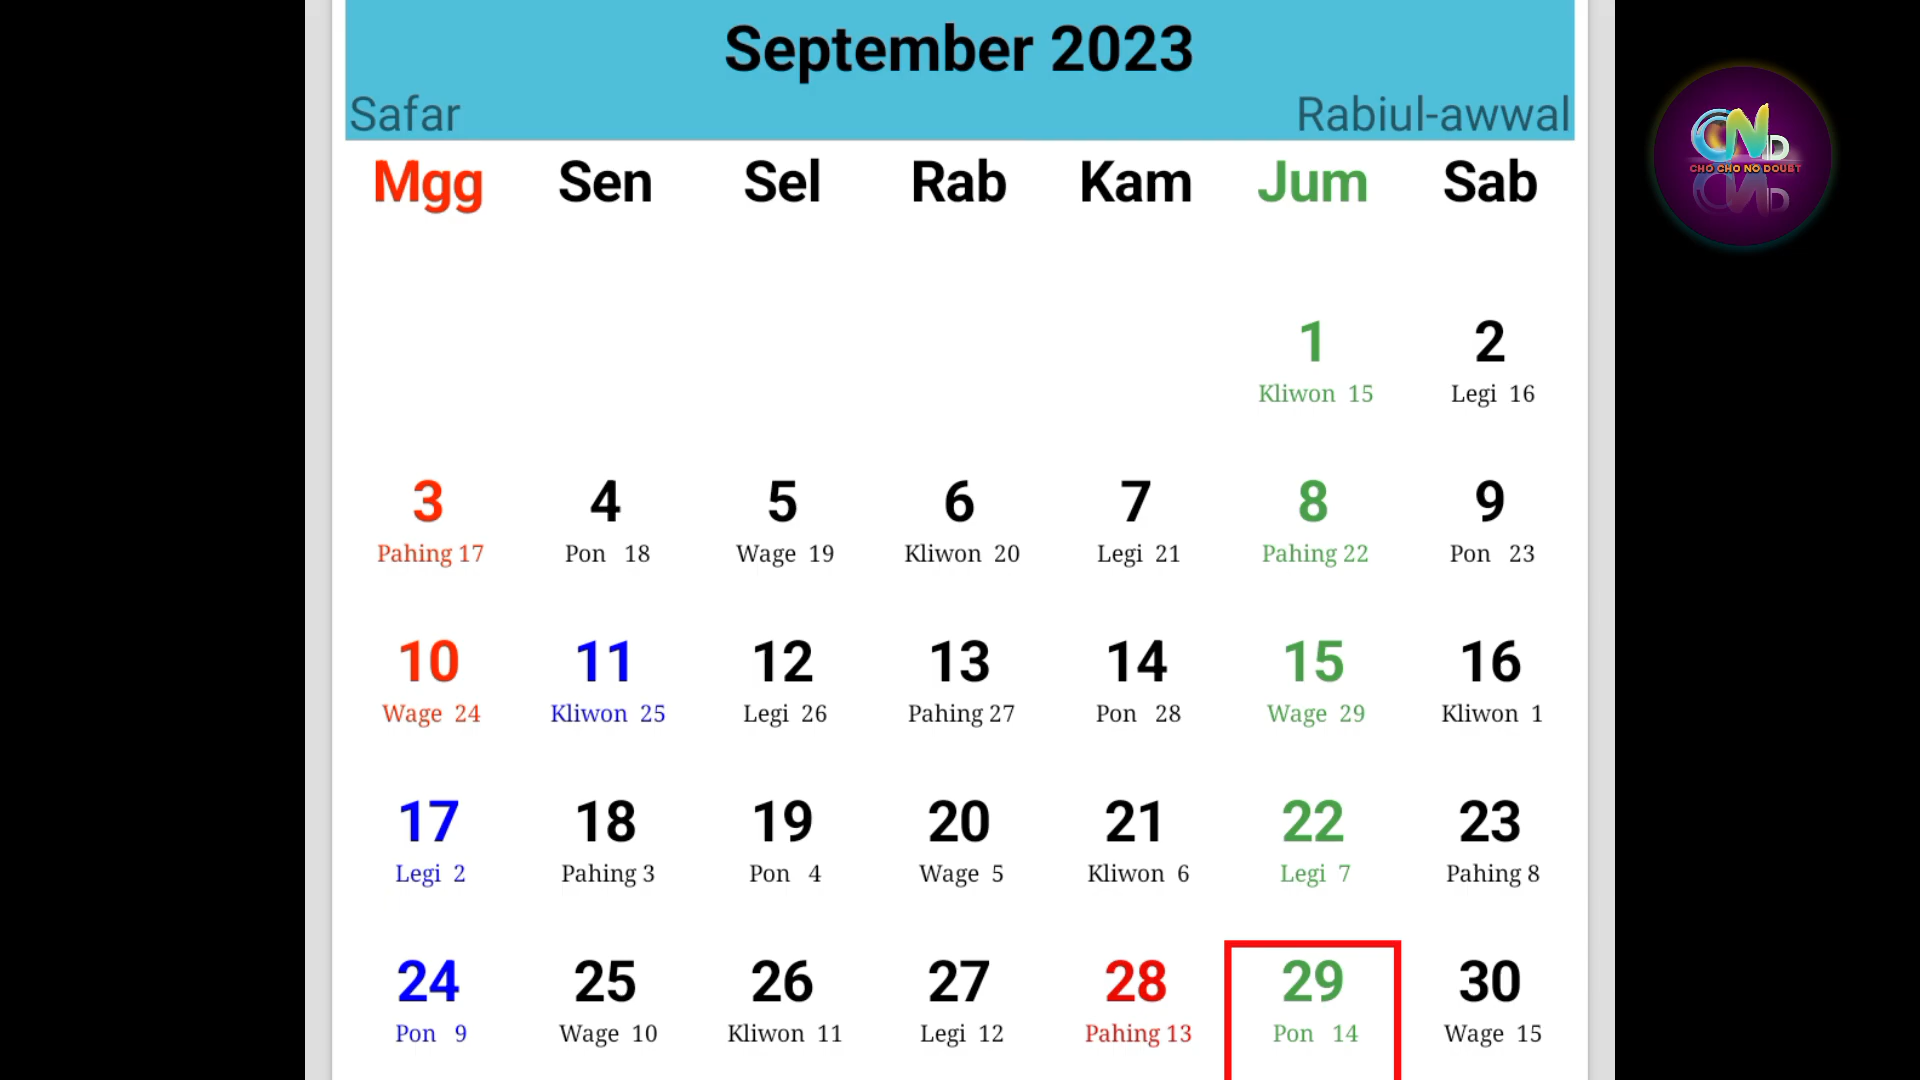 September 2023
Safar Rabiul-awwal
Mgg Sen Sel Rab Kam Jum Sab
1 2
Kliwon 15 Legi 16
3 4 5 6 7 8 9
Pahing 17 Pon 18 Wage 19 Kliwon 20 Legi 21 Pahing 22 Pon 23
10 11 12 13 14 15 16
Wage 24 Kliwon 25 Legi 26 Pahing 27 Pon 28 Wage 29 Kliwon 1
17 18 19 20 21 22 23
Legi 2 Pahing 3 Pon 4 Wage 5 Kliwon 6 Legi 7 Pahing 8
24 25 26 27 28 29 30
Pon 9 Wage 10 Kliwon 11 Legi 12 Pahing 13 Pon 14 Wage 15
CND
CHO CHO NO DOUBT